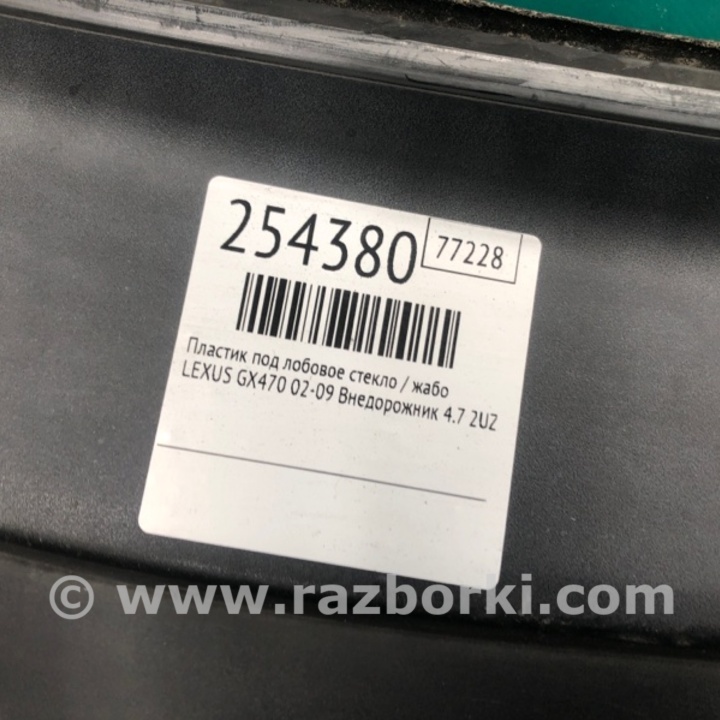 254380 77228
Пластик под лобовое стекло / жабо
LEXUS GX470 02-09 Внедорожник 4.7 2UZ
© www.razborki.com